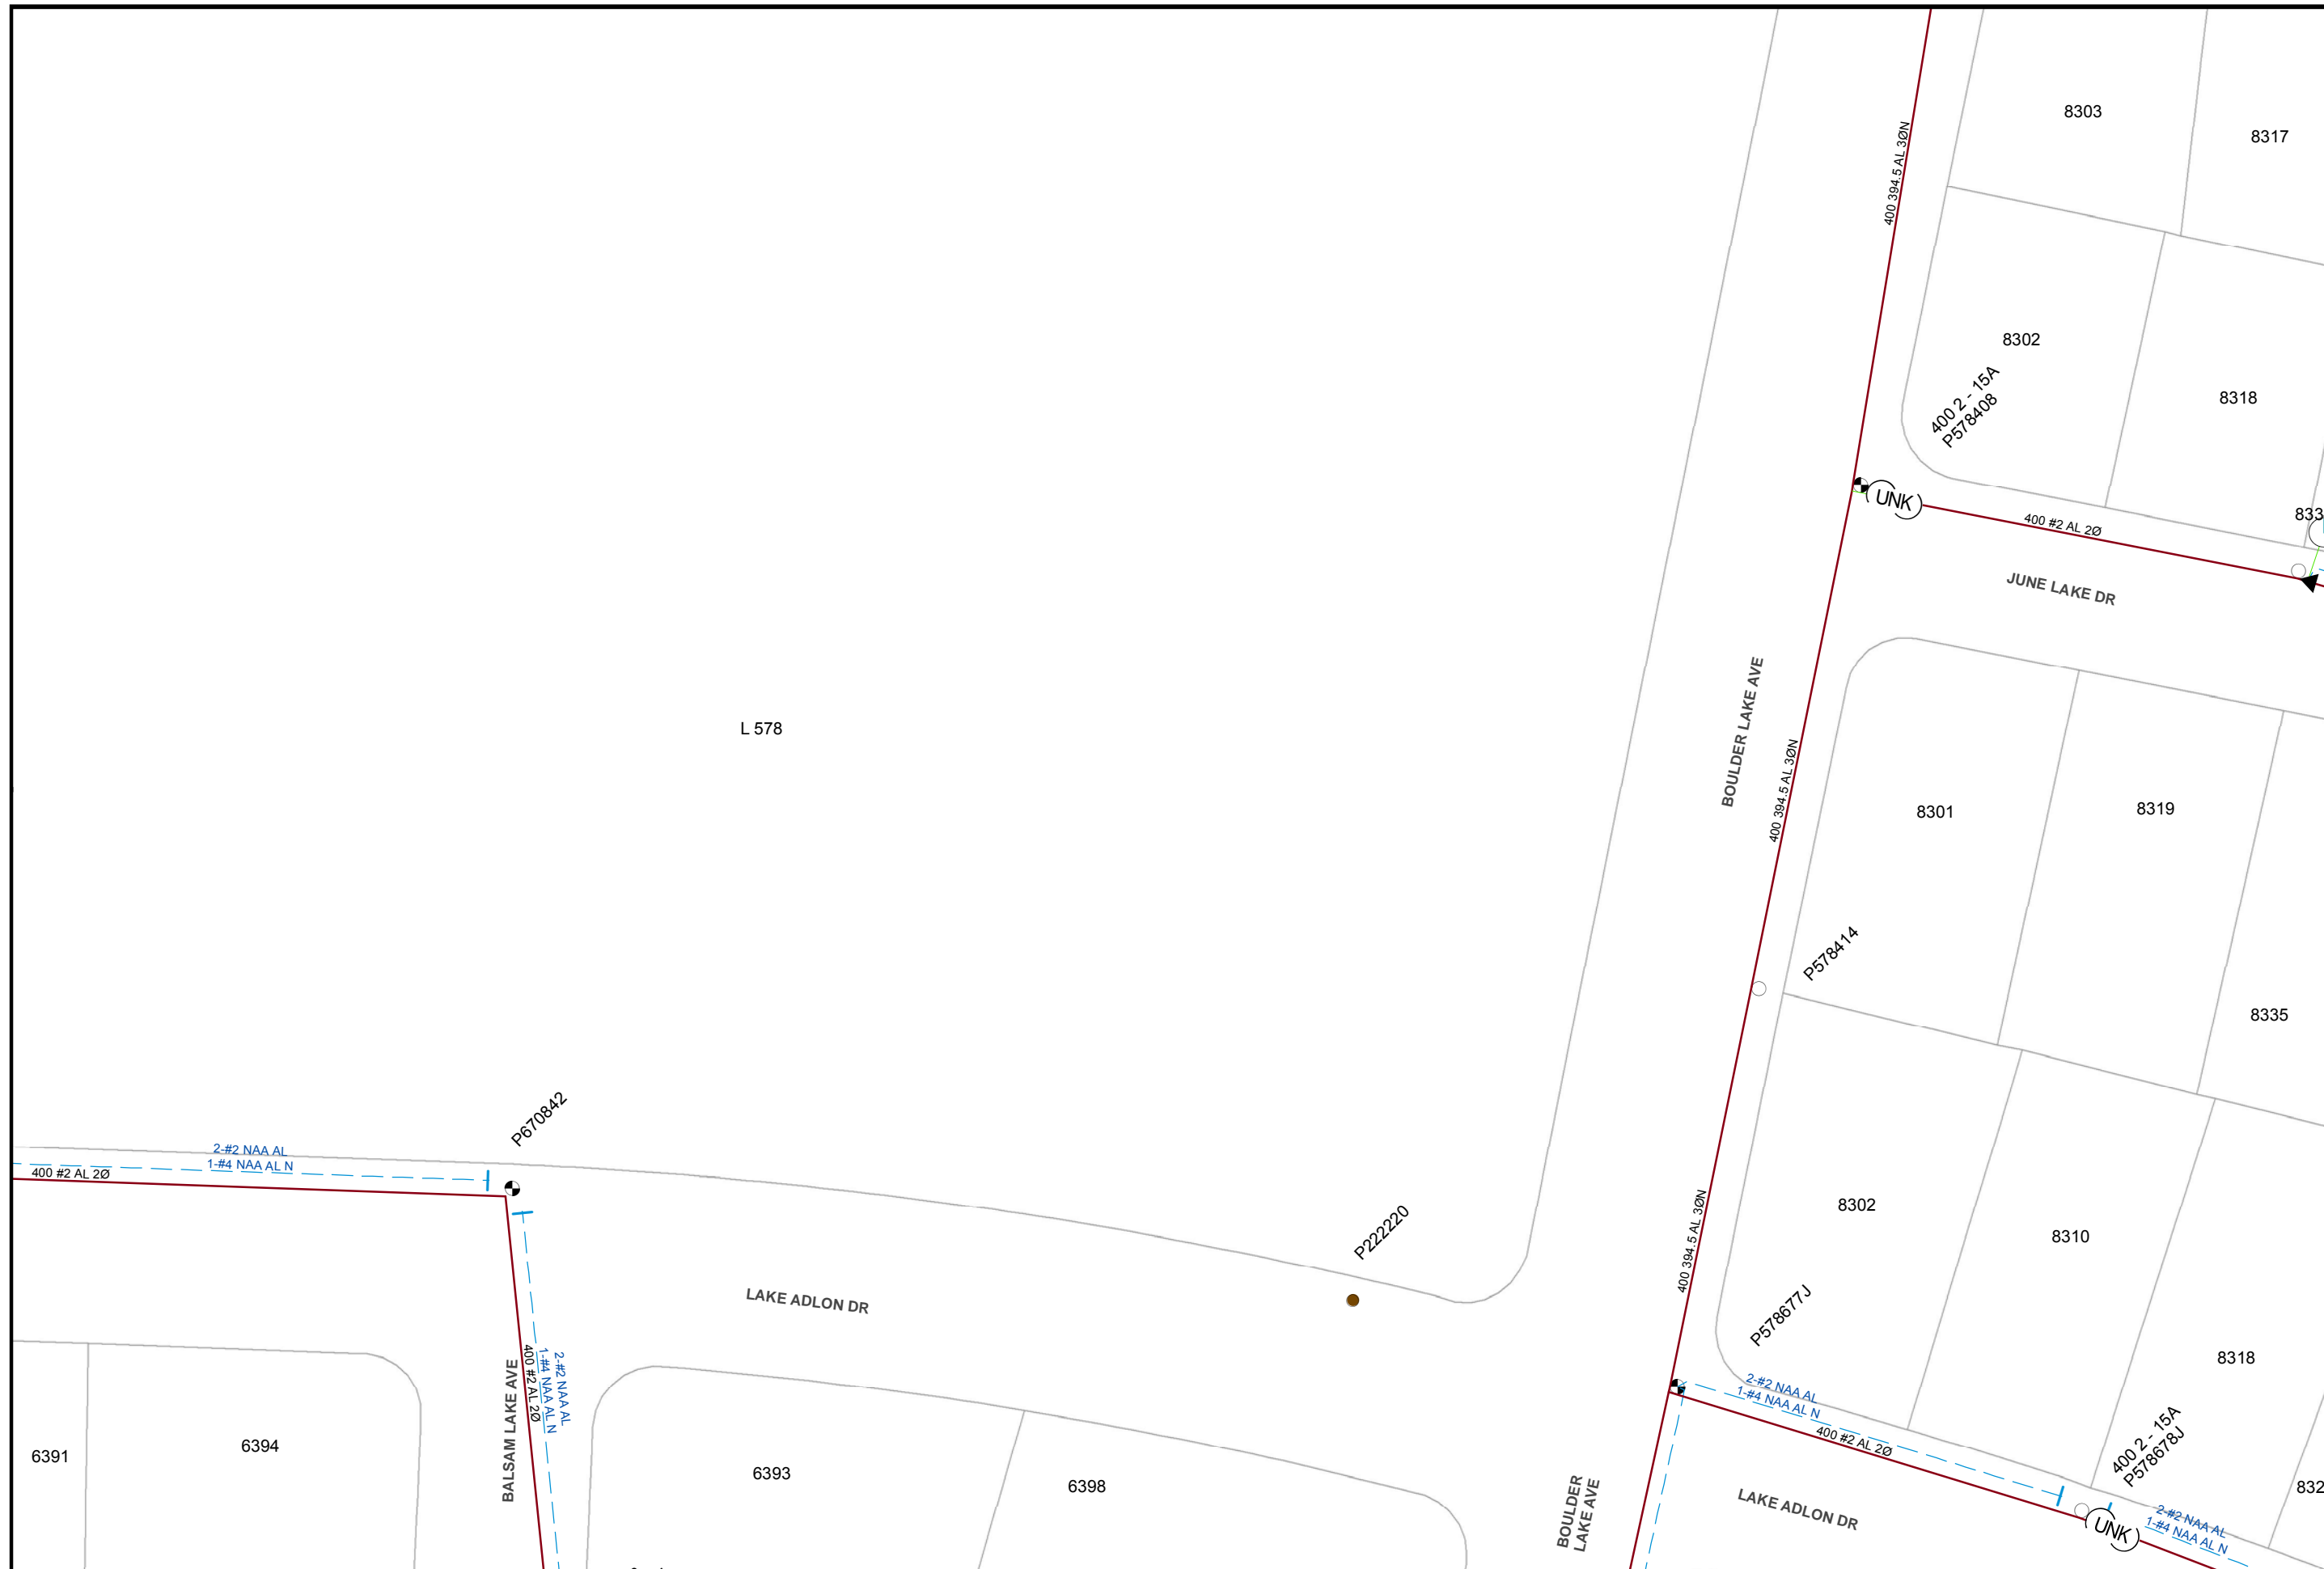 8303
8317
400 394.5 AL 3ØN
8302
8318
400 2 - 15A
P578408
UNK
400 #2 AL 2Ø
833
JUNE LAKE DR
L 578
BOULDER LAKE AVE
400 394.5 AL 3ØN
8301
8319
P578414
8335
P670842
2-#2 NAA AL
1-#4 NAA AL N
400 #2 AL 2Ø
P222220
400 394.5 AL 3ØN
8302
8310
LAKE ADLON DR
P578677J
8318
2-#2 NAA AL
1-#4 NAA AL N
400 #2 AL 2Ø
BALSAM LAKE AVE
400 #2 AL 2Ø
1-#4 NAA AL N
2-#2 NAA AL
6391
6394
6393
6398
400 2 - 15A
P578678J
832
BOULDER
LAKE AVE
LAKE ADLON DR
UNK
2-#2 NAA AL
1-#4 NAA AL N